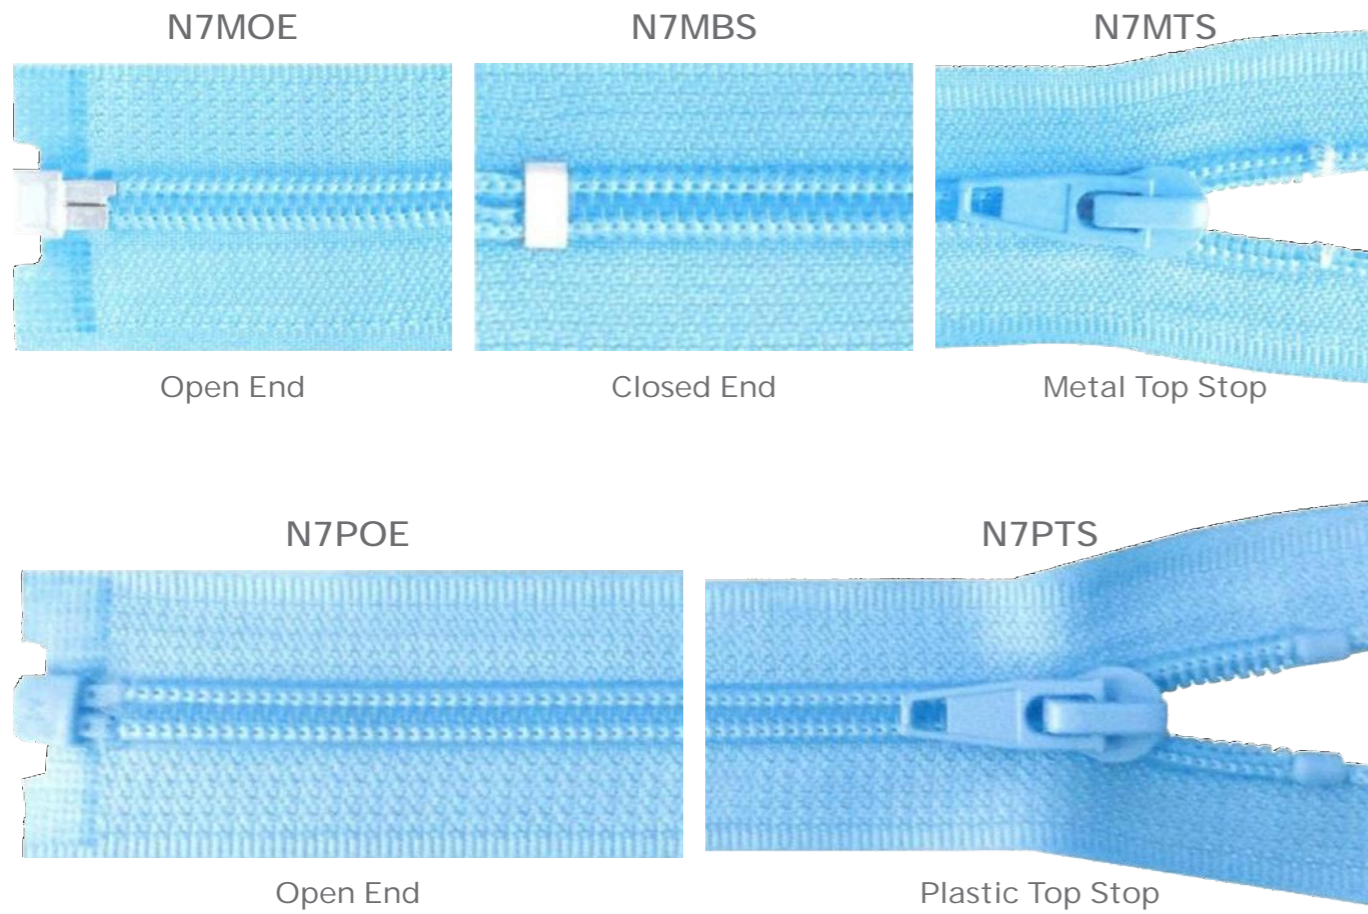 N7MOE
N7MBS
N7MTS
Open End
Closed End
Metal Top Stop
N7POE
N7PTS
Open End
Plastic Top Stop